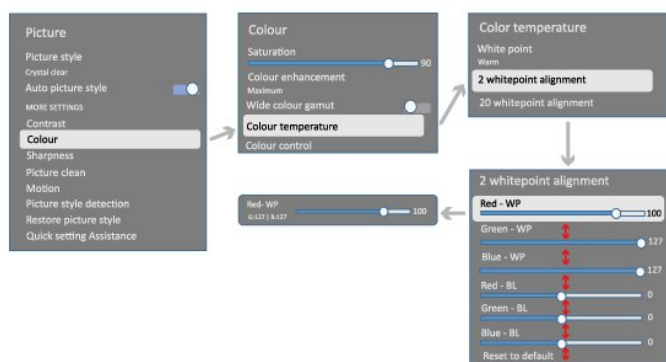 Picture
Picture style
Crystal clear
Auto picture style
MORE SETTINGS
Contrast
Colour
Sharpness
Picture clean
Motion
Picture style detection
Restore picture style
Quick setting Assistance
Colour
Saturation
90
Colour enhancement
Maximum
Wide colour gamut
Colour temperature
Colour control
Color temperature
White point
Warm
2 whitepoint alignment
20 whitepoint alignment
2 whitepoint alignment
Red - WP
100
Green - WP
127
Blue - WP
127
Red - BL
0
Green - BL
0
Blue - BL
0
Reset to default
Red- WP
G:127 | B:127
100